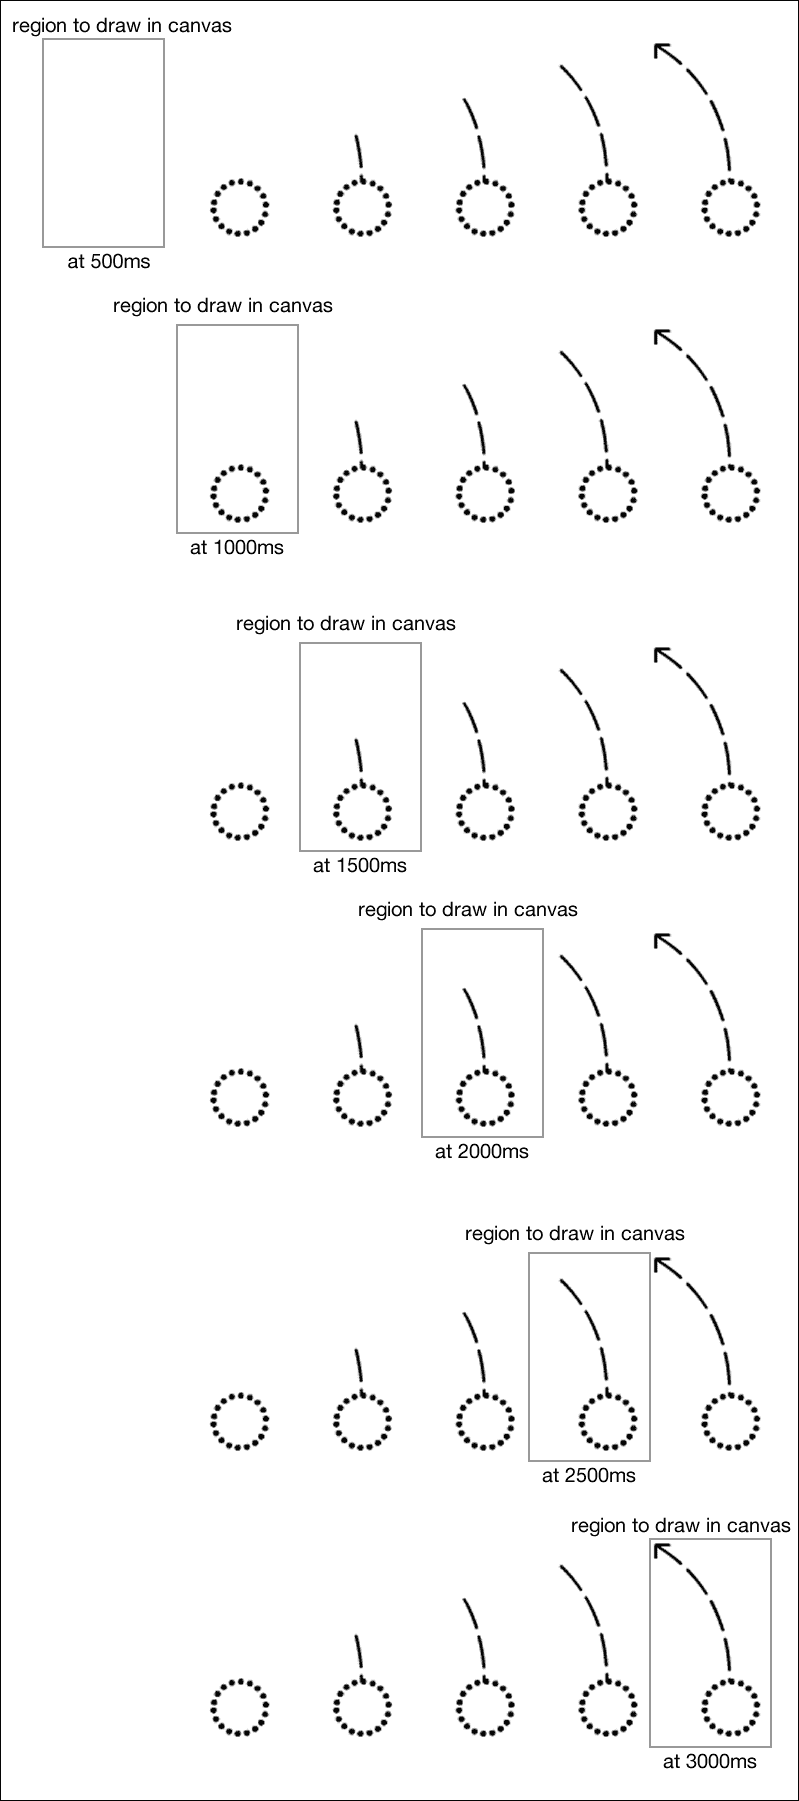 region to draw in canvas
at 500ms
region to draw in canvas
at 1000ms
region to draw in canvas
at 1500ms
region to draw in canvas
at 2000ms
region to draw in canvas
at 2500ms
region to draw in canvas
at 3000ms